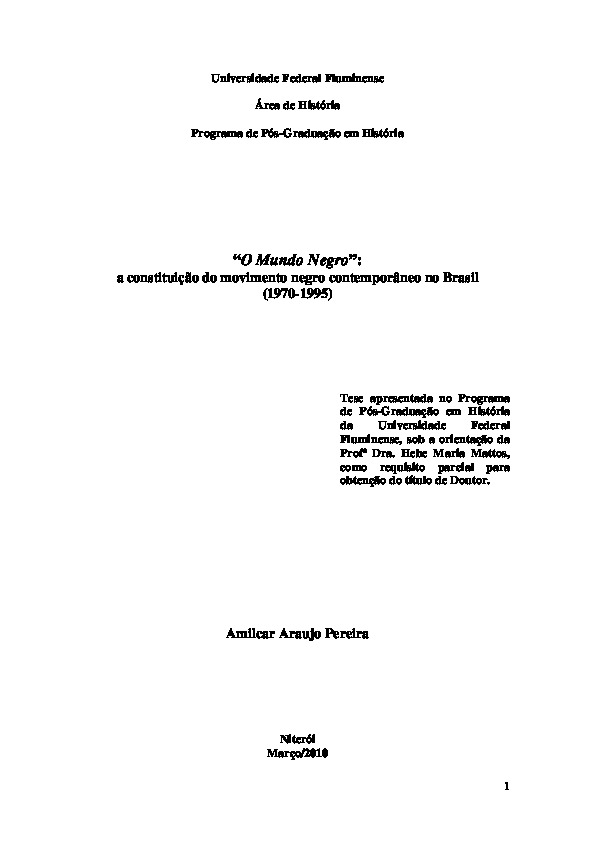 Universidade Federal Fluminense
Área de História
Programa de Pós-Graduação em História
“O Mundo Negro”:
a constituição do movimento negro contemporâneo no Brasil
(1970-1995)
Tese apresentada no Programa
de Pós-Graduação em História
da Universidade Federal
Fluminense, sob a orientação da
Profª Dra. Hebe Maria Mattos,
como requisito parcial para
obtenção do título de Doutor.
Amilcar Araujo Pereira
Niterói
Março/2010
1